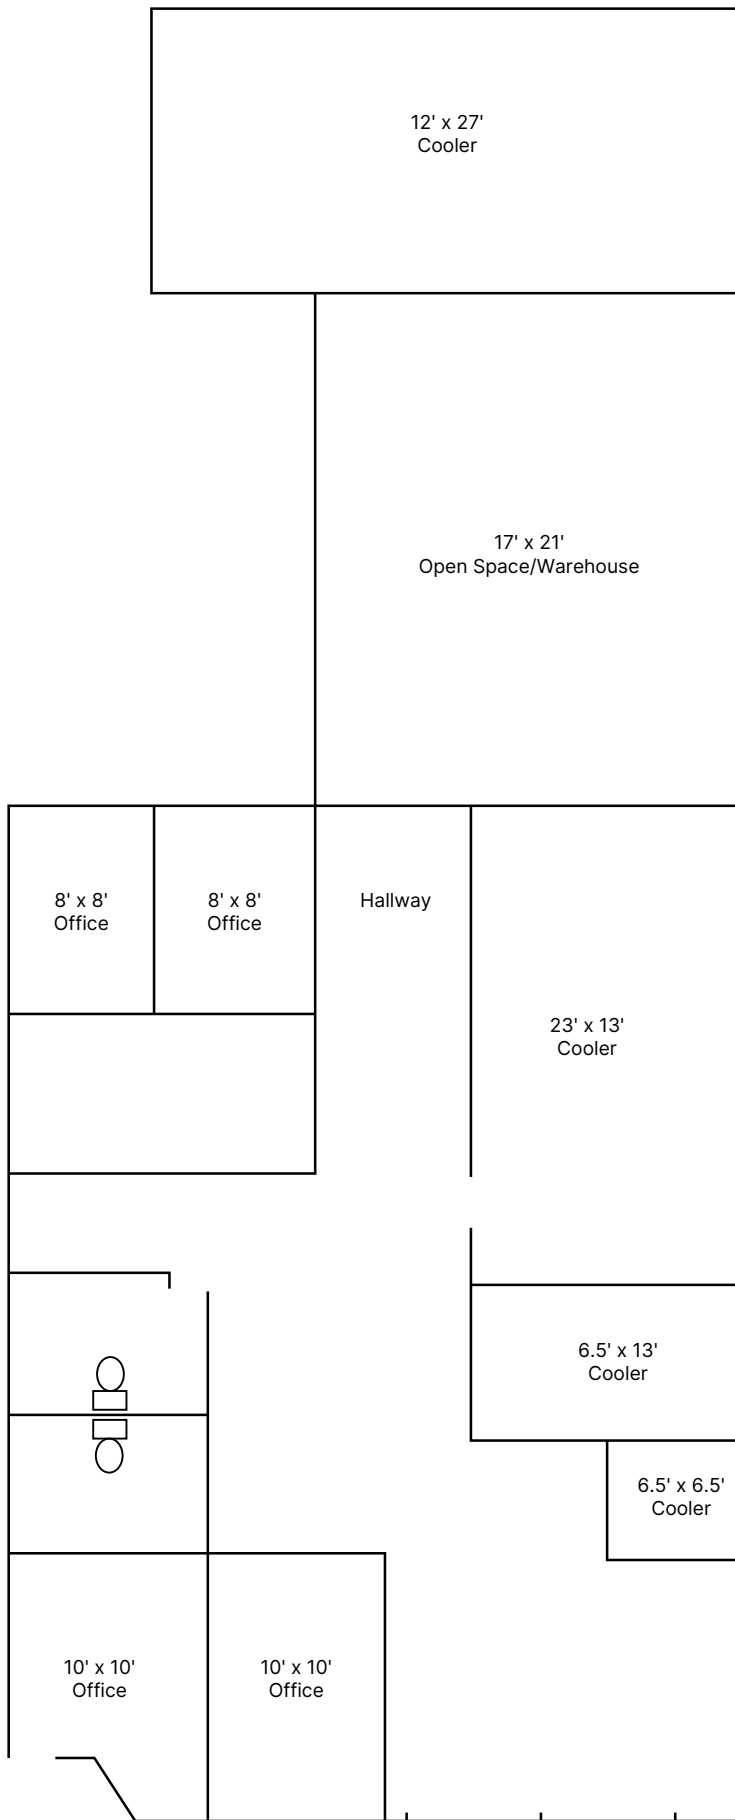 12' x 27'
Cooler
17' x 21'
Open Space/Warehouse
8' x 8'
Office
8' x 8'
Office
Hallway
23' x 13'
Cooler
6.5' x 13'
Cooler
6.5' x 6.5'
Cooler
10' x 10'
Office
10' x 10'
Office